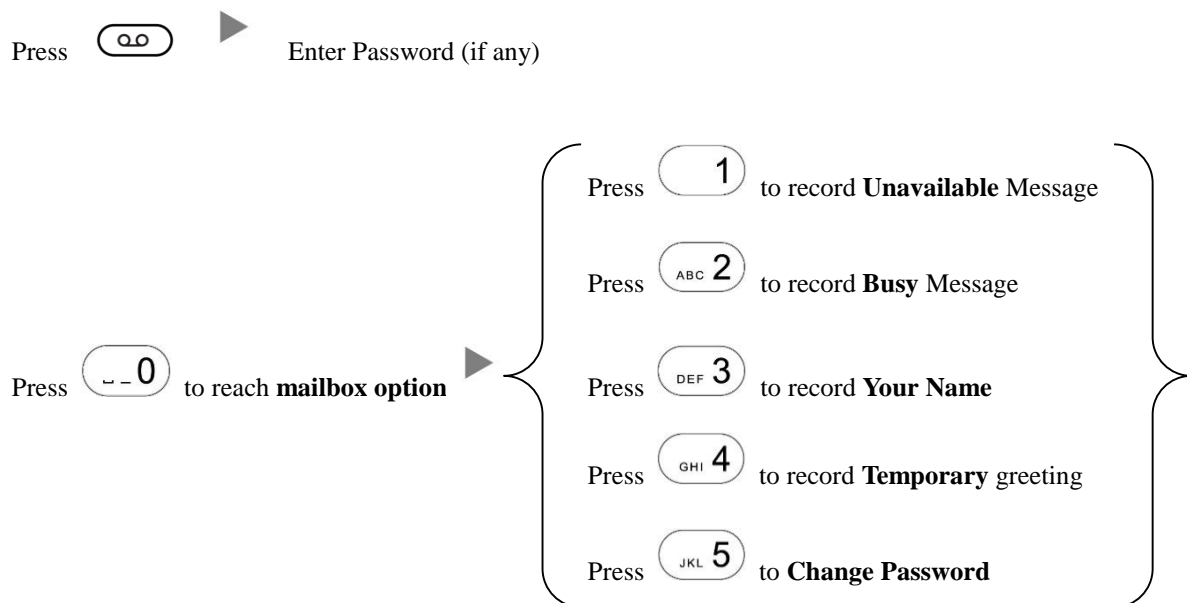 Press Enter Password (if any)
Press 1 to record Unavailable Message
Press ABC 2 to record Busy Message
Press _ 0 to reach mailbox option
Press DEF 3 to record Your Name
Press GHI 4 to record Temporary greeting
Press JKL 5 to Change Password